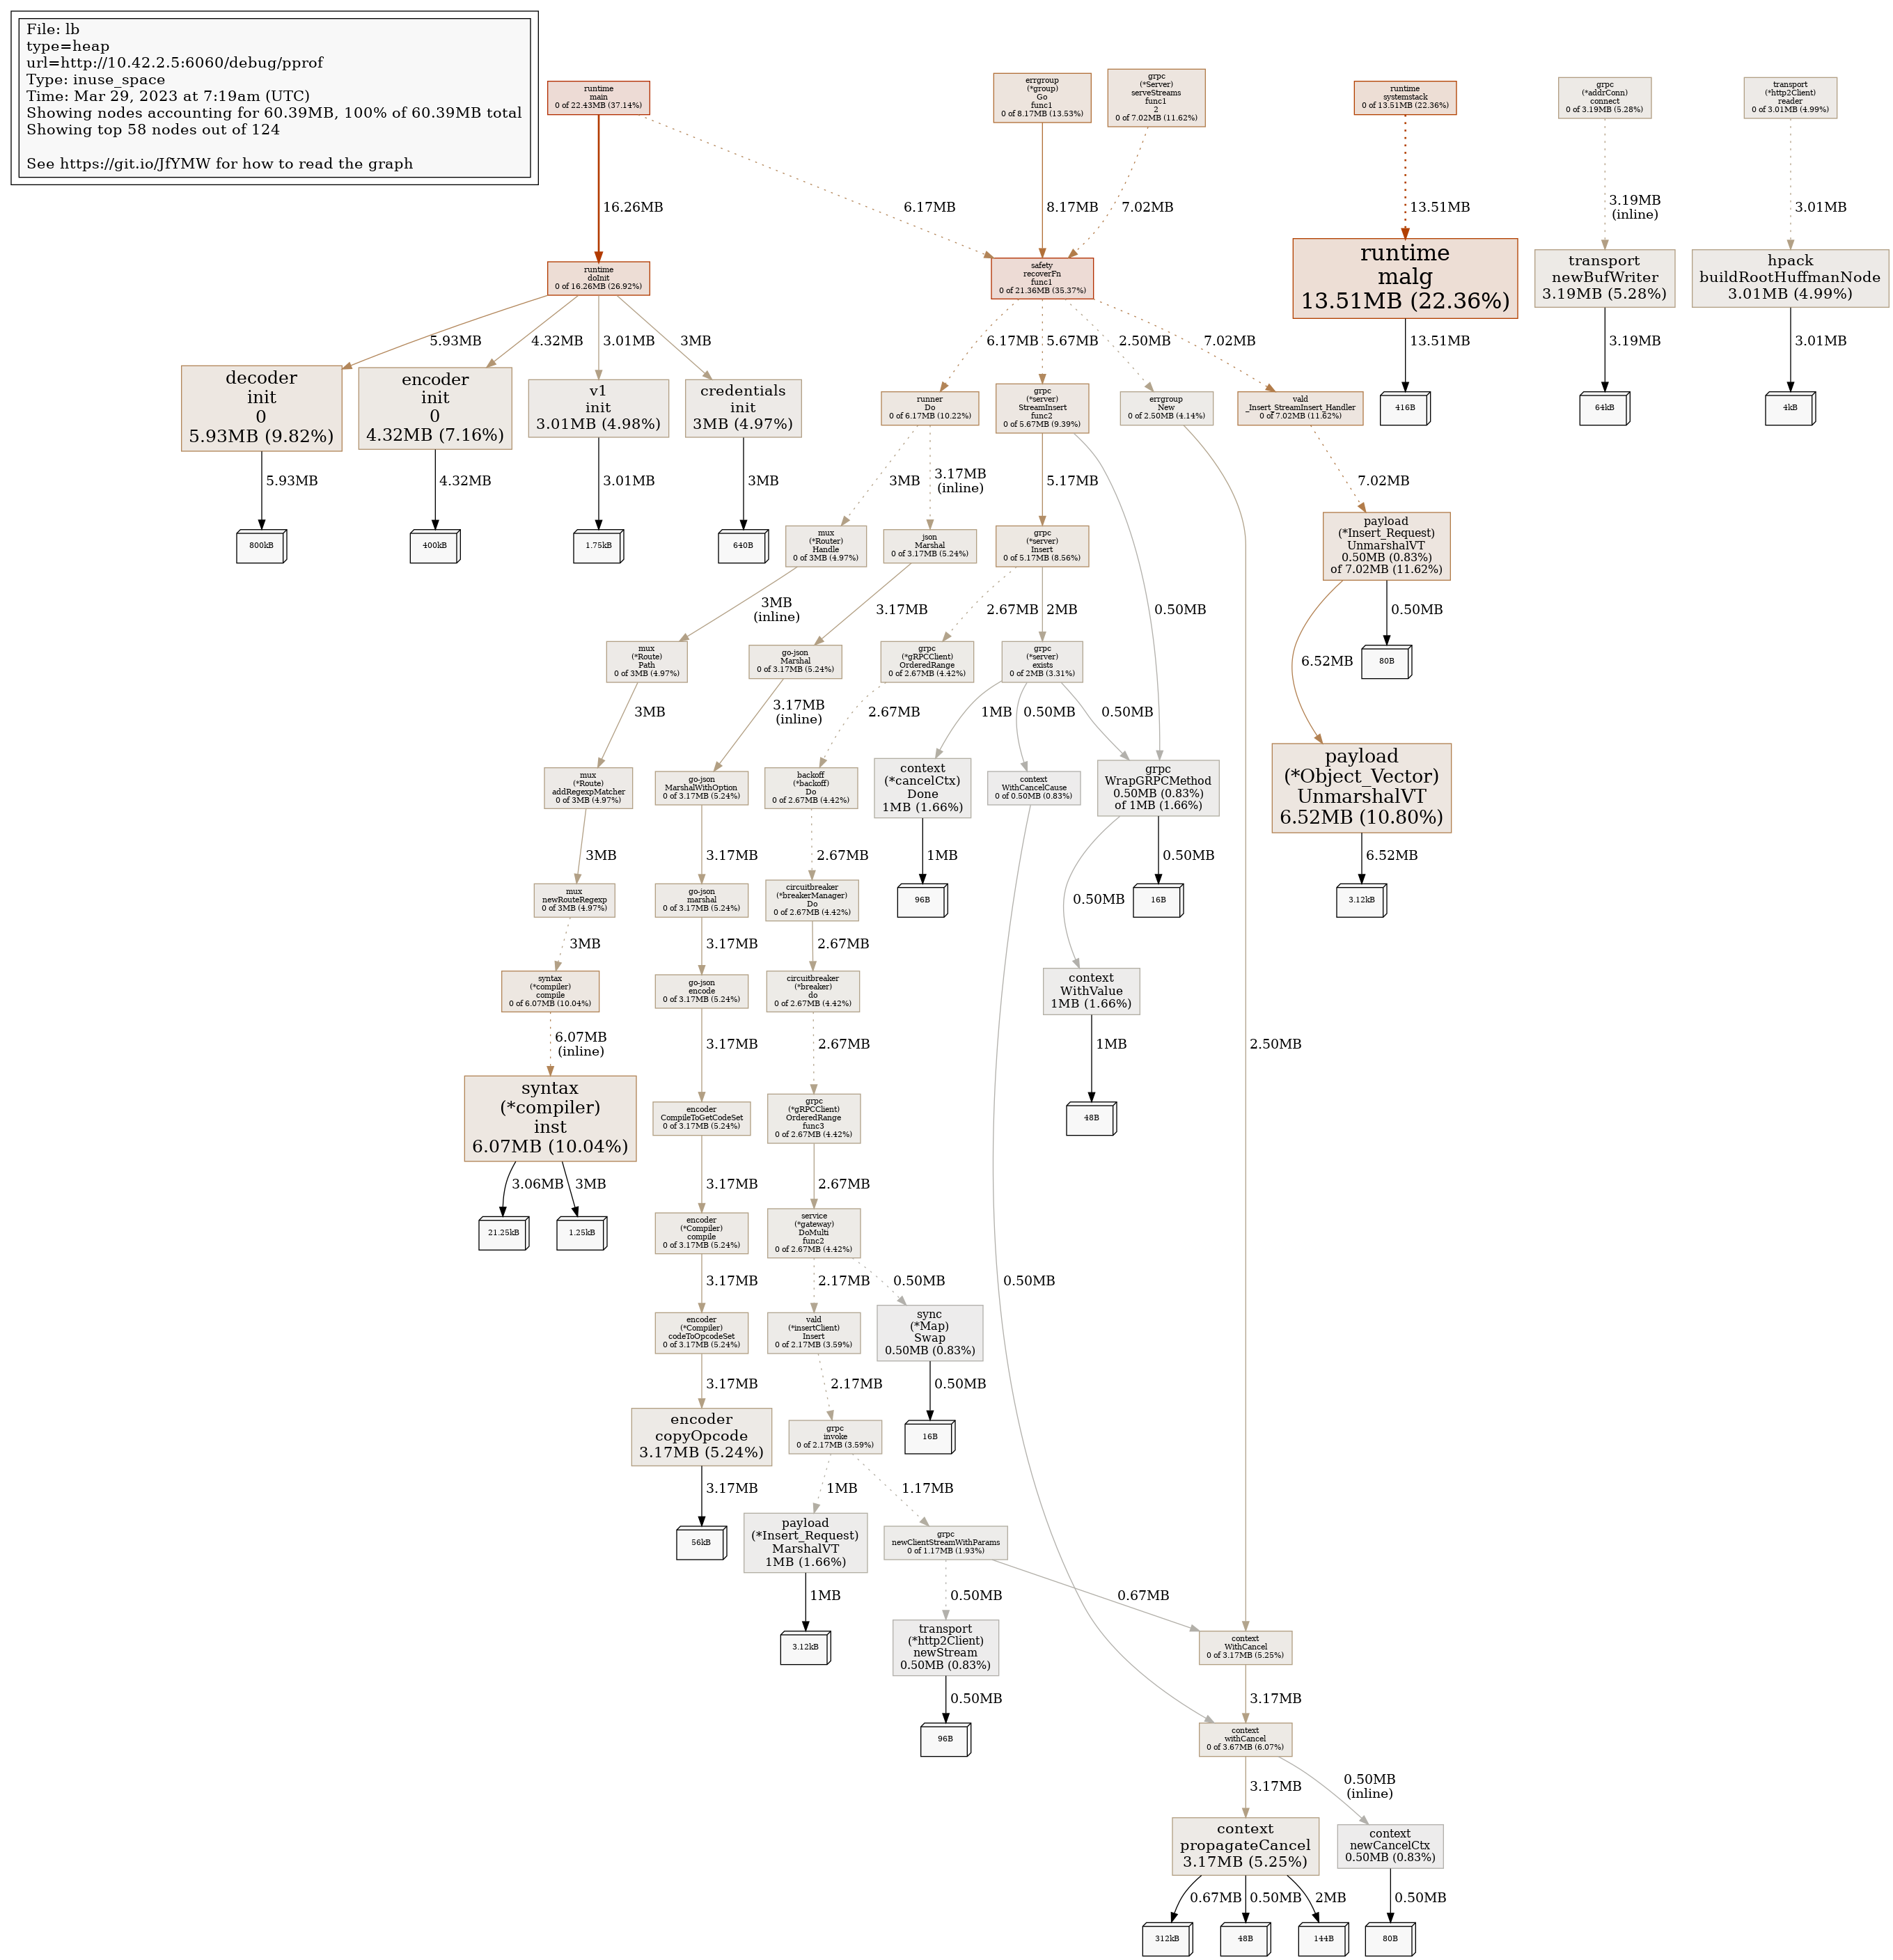 File: lb
type=heap
url=http://10.42.2.5:6060/debug/pprof
Type: inuse_space
Time: Mar 29, 2023 at 7:19am (UTC)
Showing nodes accounting for 60.39MB, 100% of 60.39MB total
Showing top 58 nodes out of 124
See https://git.io/JfYMW for how to read the graph
runtime
main
0 of 22.43MB (37.14%)
errgroup
(*group)
Go
func1
0 of 8.17MB (13.53%)
grpc
(*Server)
serveStreams
func1
2
0 of 7.02MB (11.62%)
runtime
systemstack
0 of 13.51MB (22.36%)
grpc
(*addrConn)
connect
0 of 3.19MB (5.28%)
transport
(*http2Client)
reader
0 of 3.01MB (4.99%)
16.26MB
6.17MB
8.17MB
7.02MB
13.51MB
3.19MB
(inline)
3.01MB
runtime
doInit
0 of 16.26MB (26.92%)
safety
recoverFn
func1
0 of 21.36MB (35.37%)
runtime
malg
13.51MB (22.36%)
transport
newBufWriter
3.19MB (5.28%)
hpack
buildRootHuffmanNode
3.01MB (4.99%)
5.93MB
4.32MB
3.01MB
3MB
6.17MB
5.67MB
2.50MB
7.02MB
13.51MB
3.19MB
3.01MB
decoder
init
0
5.93MB (9.82%)
encoder
init
0
4.32MB (7.16%)
v1
init
3.01MB (4.98%)
credentials
init
3MB (4.97%)
runner
Do
0 of 6.17MB (10.22%)
grpc
(*server)
StreamInsert
func2
0 of 5.67MB (9.39%)
errgroup
New
0 of 2.50MB (4.14%)
vald
_Insert_StreamInsert_Handler
0 of 7.02MB (11.62%)
416B
64kB
4kB
5.93MB
4.32MB
3.01MB
3MB
3MB
3.17MB
(inline)
5.17MB
7.02MB
800kB
400kB
1.75kB
640B
mux
(*Router)
Handle
0 of 3MB (4.97%)
json
Marshal
0 of 3.17MB (5.24%)
grpc
(*server)
Insert
0 of 5.17MB (8.56%)
payload
(*Insert_Request)
UnmarshalVT
0.50MB (0.83%)
of 7.02MB (11.62%)
3MB
(inline)
3.17MB
2.67MB
2MB
0.50MB
0.50MB
6.52MB
80B
mux
(*Route)
Path
0 of 3MB (4.97%)
go-json
Marshal
0 of 3.17MB (5.24%)
grpc
(*gRPCClient)
OrderedRange
0 of 2.67MB (4.42%)
grpc
(*server)
exists
0 of 2MB (3.31%)
3MB
3.17MB
(inline)
2.67MB
1MB
0.50MB
0.50MB
mux
(*Route)
addRegexpMatcher
0 of 3MB (4.97%)
go-json
MarshalWithOption
0 of 3.17MB (5.24%)
backoff
(*backoff)
Do
0 of 2.67MB (4.42%)
context
(*cancelCtx)
Done
1MB (1.66%)
context
WithCancelCause
0 of 0.50MB (0.83%)
grpc
WrapGRPCMethod
0.50MB (0.83%)
of 1MB (1.66%)
payload
(*Object_Vector)
UnmarshalVT
6.52MB (10.80%)
3MB
3.17MB
2.67MB
1MB
0.50MB
0.50MB
6.52MB
mux
newRouteRegexp
0 of 3MB (4.97%)
go-json
marshal
0 of 3.17MB (5.24%)
circuitbreaker
(*breakerManager)
Do
0 of 2.67MB (4.42%)
96B
16B
3.12kB
3MB
3.17MB
2.67MB
syntax
(*compiler)
compile
0 of 6.07MB (10.04%)
go-json
encode
0 of 3.17MB (5.24%)
circuitbreaker
(*breaker)
do
0 of 2.67MB (4.42%)
context
WithValue
1MB (1.66%)
6.07MB
(inline)
3.17MB
2.67MB
1MB
2.50MB
syntax
(*compiler)
inst
6.07MB (10.04%)
encoder
CompileToGetCodeSet
0 of 3.17MB (5.24%)
grpc
(*gRPCClient)
OrderedRange
func3
0 of 2.67MB (4.42%)
48B
3.06MB
3MB
3.17MB
2.67MB
21.25kB
1.25kB
encoder
(*Compiler)
compile
0 of 3.17MB (5.24%)
service
(*gateway)
DoMulti
func2
0 of 2.67MB (4.42%)
3.17MB
2.17MB
0.50MB
0.50MB
encoder
(*Compiler)
codeToOpcodeSet
0 of 3.17MB (5.24%)
vald
(*insertClient)
Insert
0 of 2.17MB (3.59%)
sync
(*Map)
Swap
0.50MB (0.83%)
3.17MB
2.17MB
0.50MB
encoder
copyOpcode
3.17MB (5.24%)
grpc
invoke
0 of 2.17MB (3.59%)
16B
3.17MB
1MB
1.17MB
56kB
payload
(*Insert_Request)
MarshalVT
1MB (1.66%)
grpc
newClientStreamWithParams
0 of 1.17MB (1.93%)
1MB
0.50MB
0.67MB
3.12kB
transport
(*http2Client)
newStream
0.50MB (0.83%)
context
WithCancel
0 of 3.17MB (5.25%)
0.50MB
3.17MB
96B
context
withCancel
0 of 3.67MB (6.07%)
3.17MB
0.50MB
(inline)
context
propagateCancel
3.17MB (5.25%)
context
newCancelCtx
0.50MB (0.83%)
0.67MB
0.50MB
2MB
0.50MB
312kB
48B
144B
80B